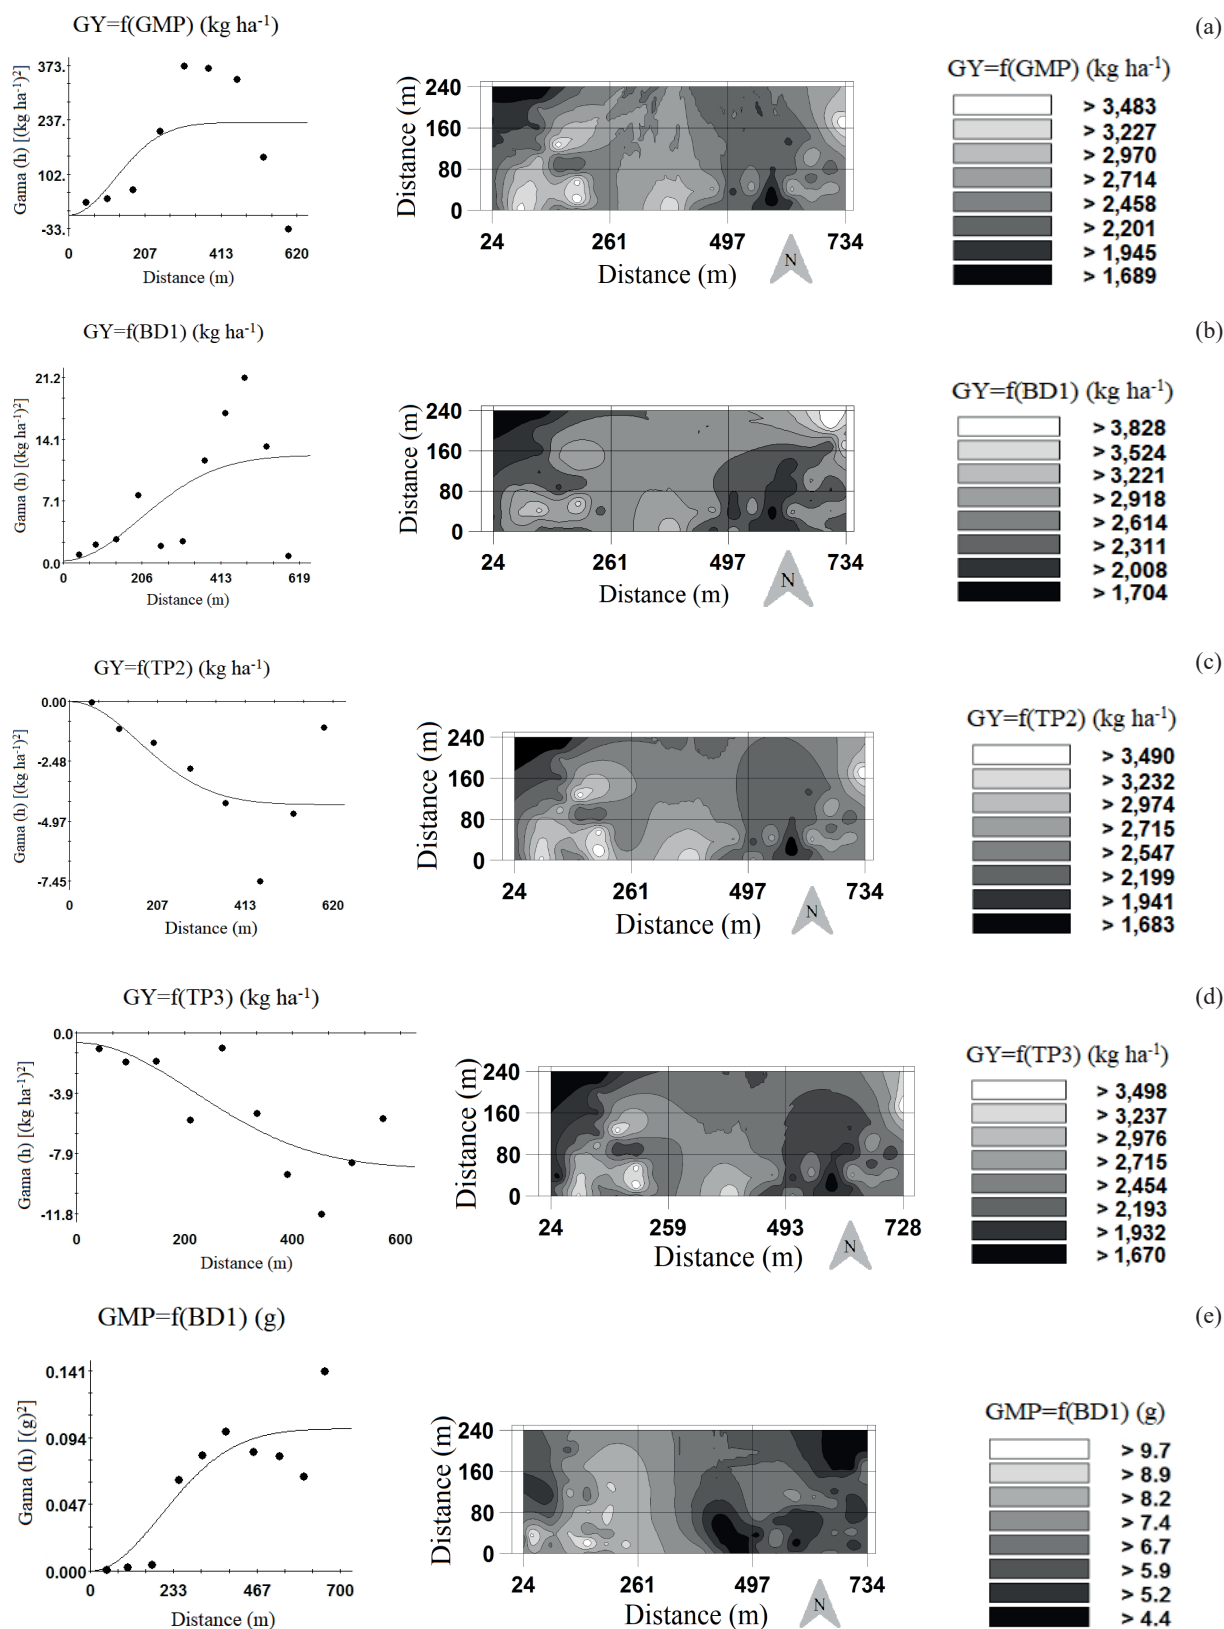 (a)
GY=f(GMP) (kg ha-1)
Gama (h) [(kg ha-1)2]
373.
237.
102.
-33.
0 207 413 620
Distance (m)
Distance (m)
240
160
80
0
24 261 497 734
Distance (m)
N
GY=f(GMP) (kg ha-1)
> 3,483
> 3,227
> 2,970
> 2,714
> 2,458
> 2,201
> 1,945
> 1,689
(b)
GY=f(BD1) (kg ha-1)
Gama (h) [(kg ha-1)2]
21.2
14.1
7.1
0.0
0 206 413 619
Distance (m)
Distance (m)
240
160
80
0
24 261 497 734
Distance (m)
N
GY=f(BD1) (kg ha-1)
> 3,828
> 3,524
> 3,221
> 2,918
> 2,614
> 2,311
> 2,008
> 1,704
(c)
GY=f(TP2) (kg ha-1)
Gama (h) [(kg ha-1)2]
0.00
-2.48
-4.97
-7.45
0 207 413 620
Distance (m)
Distance (m)
240
160
80
0
24 261 497 734
Distance (m)
N
GY=f(TP2) (kg ha-1)
> 3,490
> 3,232
> 2,974
> 2,715
> 2,547
> 2,199
> 1,941
> 1,683
(d)
GY=f(TP3) (kg ha-1)
Gama (h) [(kg ha-1)2]
0.0
-3.9
-7.9
-11.8
0 200 400 600
Distance (m)
Distance (m)
240
160
80
0
24 259 493 728
Distance (m)
N
GY=f(TP3) (kg ha-1)
> 3,498
> 3,237
> 2,976
> 2,715
> 2,454
> 2,193
> 1,932
> 1,670
(e)
GMP=f(BD1) (g)
Gama (h) [(g)2]
0.141
0.094
0.047
0.000
0 233 467 700
Distance (m)
Distance (m)
240
160
80
0
24 261 497 734
Distance (m)
N
GMP=f(BD1) (g)
> 9.7
> 8.9
> 8.2
> 7.4
> 6.7
> 5.9
> 5.2
> 4.4